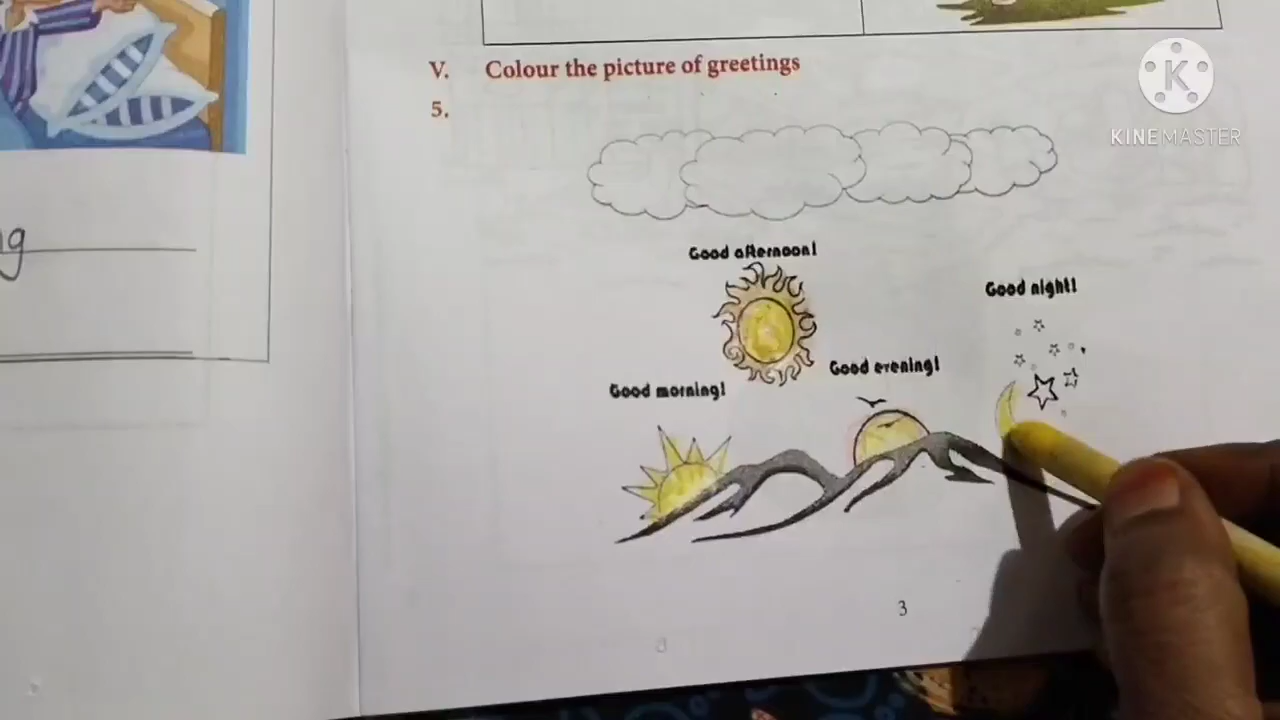 V. Colour the picture of greetings
5.
K
KINEMASTER
g
Good afternoon!
Good night!
Good evening!
Good morning!
3